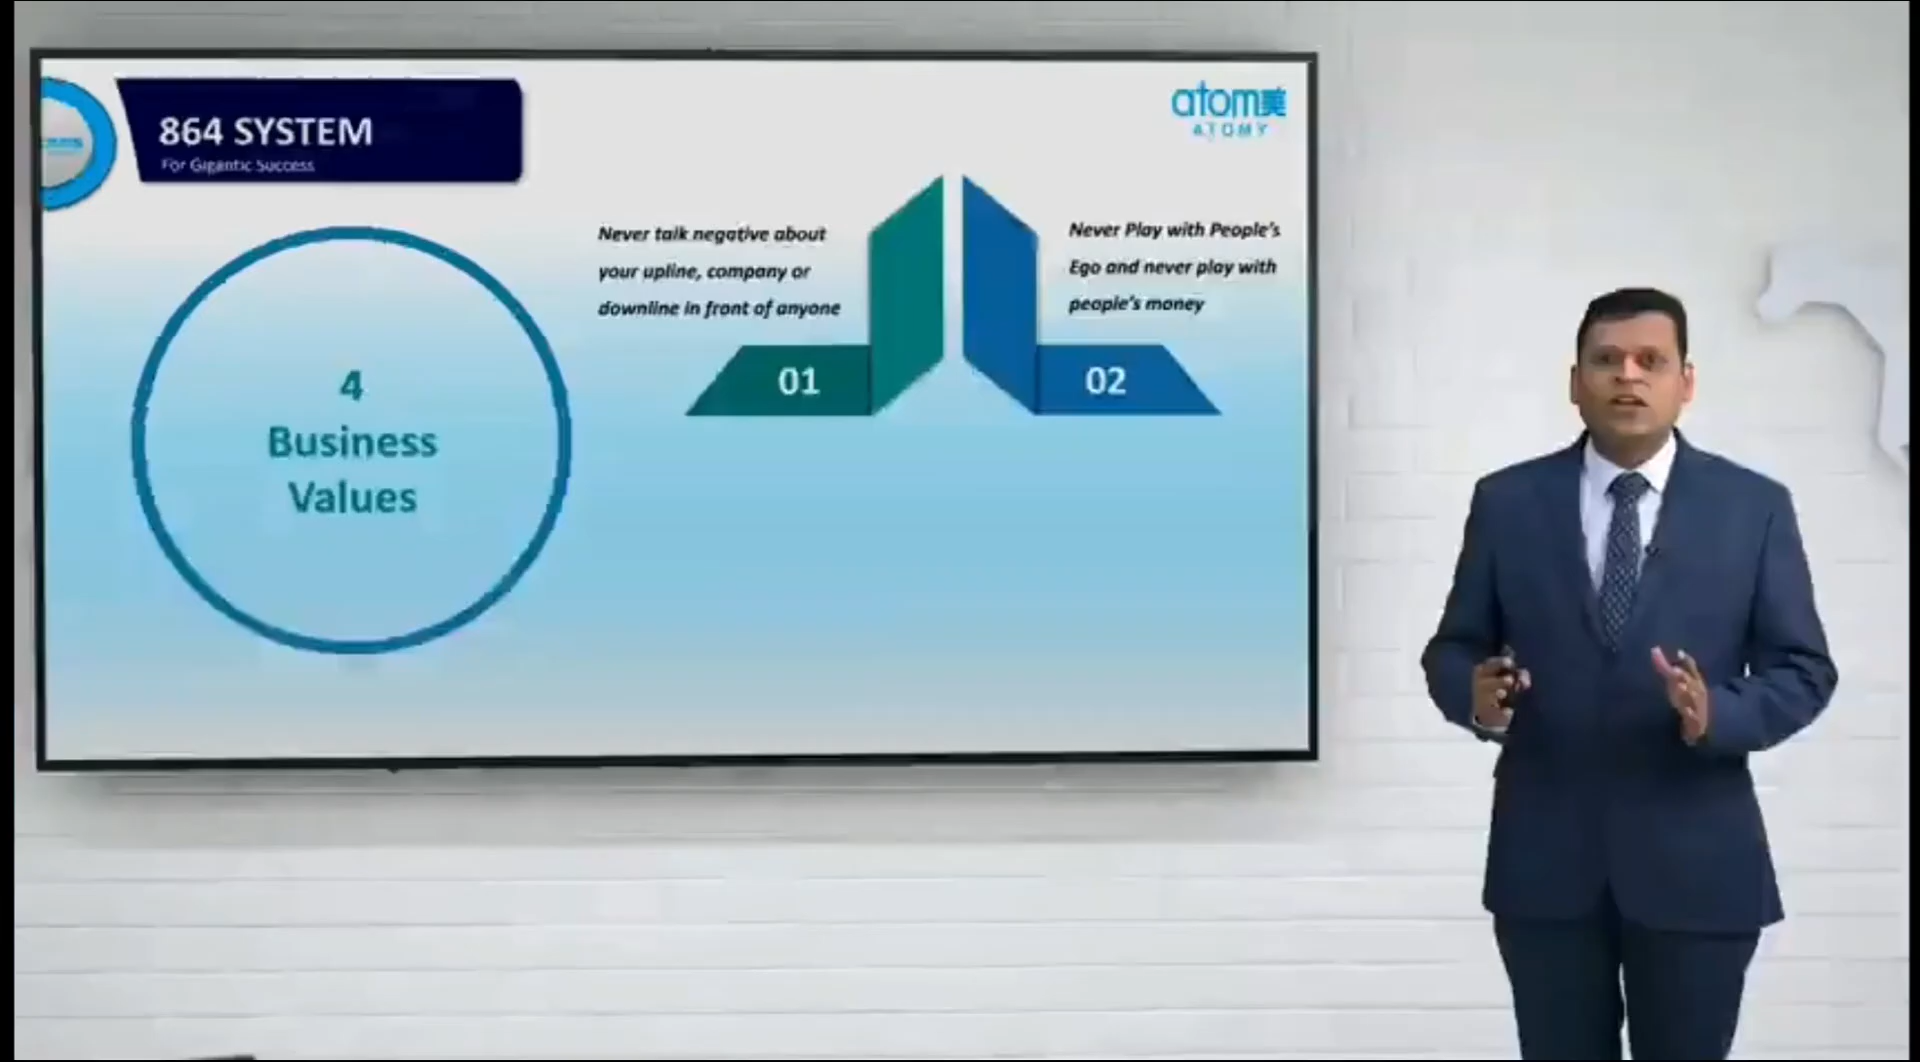 864 SYSTEM
For Gigantic Success
atom美
ATOMY
4
Business
Values
Never talk negative about
your upline, company or
downline in front of anyone
01
Never Play with People's
Ego and never play with
people's money
02